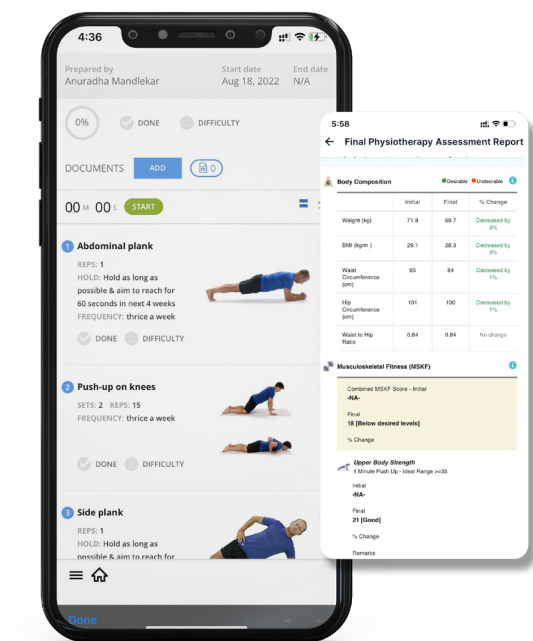 4:36
Prepared by
Anuradha Mandlekar
Start date
Aug 18, 2022
End date
N/A
0%
DONE
DIFFICULTY
DOCUMENTS
ADD
0
00 M 00 S
START
1 Abdominal plank
REPS: 1
HOLD: Hold as long as
possible & aim to reach for
60 seconds in next 4 weeks
FREQUENCY: thrice a week
DONE
DIFFICULTY
2 Push-up on knees
SETS: 2 REPS: 15
FREQUENCY: thrice a week
DONE
DIFFICULTY
3 Side plank
REPS: 1
HOLD: Hold as long as
possible & aim to reach for
Done
5:58
Final Physiotherapy Assessment Report
Body Composition
Desirable
Undesirable
Initial Final % Change
Weight (kg) 71.8 69.7 Decreased by
3%
BMI (kg/m ) 29.1 28.3 Decreased by
3%
Waist
Circumference
(cm)
85 84 Decreased by
1%
Hip
Circumference
(cm)
101 100 Decreased by
1%
Waist to Hip
Ratio
0.84 0.84 No change
Musculoskeletal Fitness (MSKF)
Combined MSKF Score - Initial
-NA-
Final
18 [Below desired levels]
% Change
Upper Body Strength
1 Minute Push Up - Ideal Range >=35
Initial
-NA-
Final
21 [Good]
% Change
Remarks